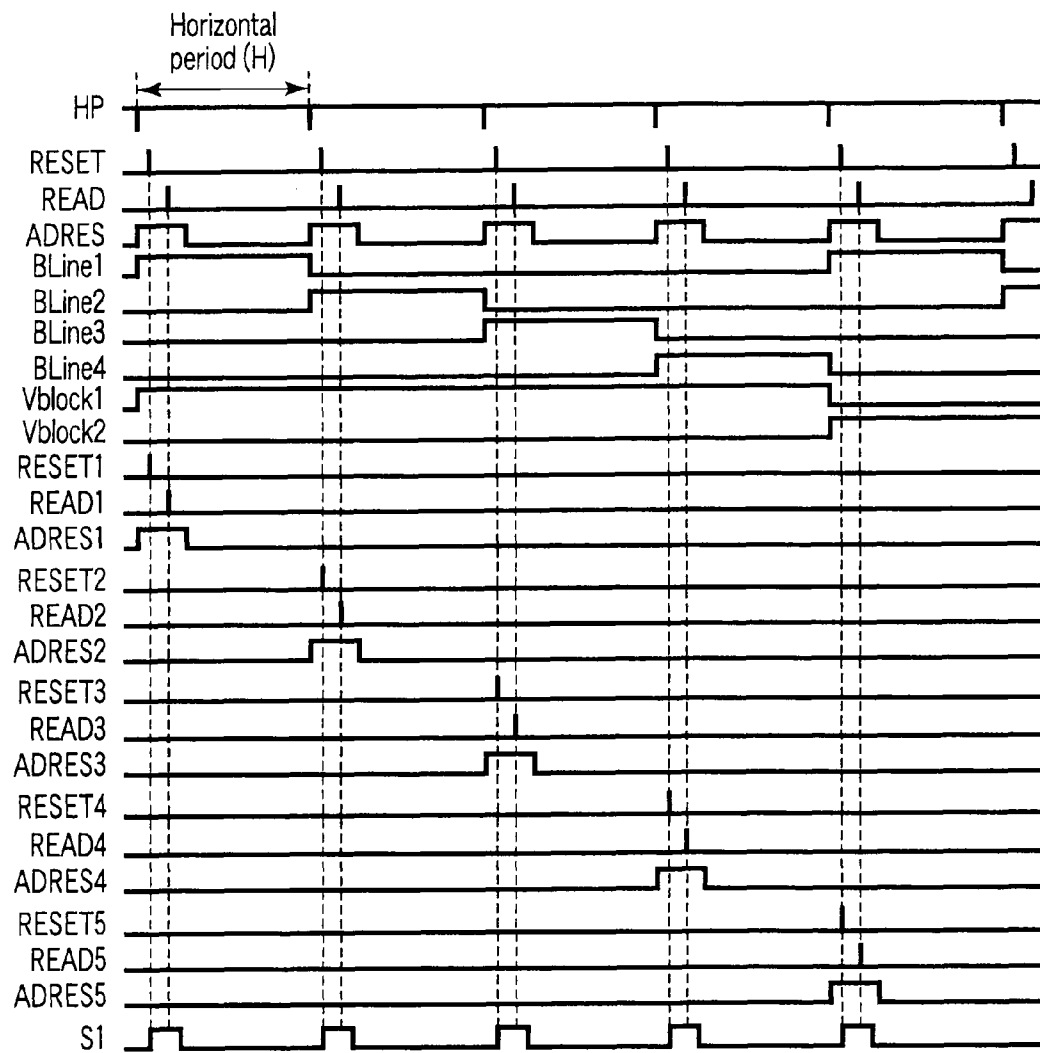 Horizontal
period (H)
HP
RESET
READ
ADRES
BLine1
BLine2
BLine3
BLine4
Vblock1
Vblock2
RESET1
READ1
ADRES1
RESET2
READ2
ADRES2
RESET3
READ3
ADRES3
RESET4
READ4
ADRES4
RESET5
READ5
ADRES5
S1